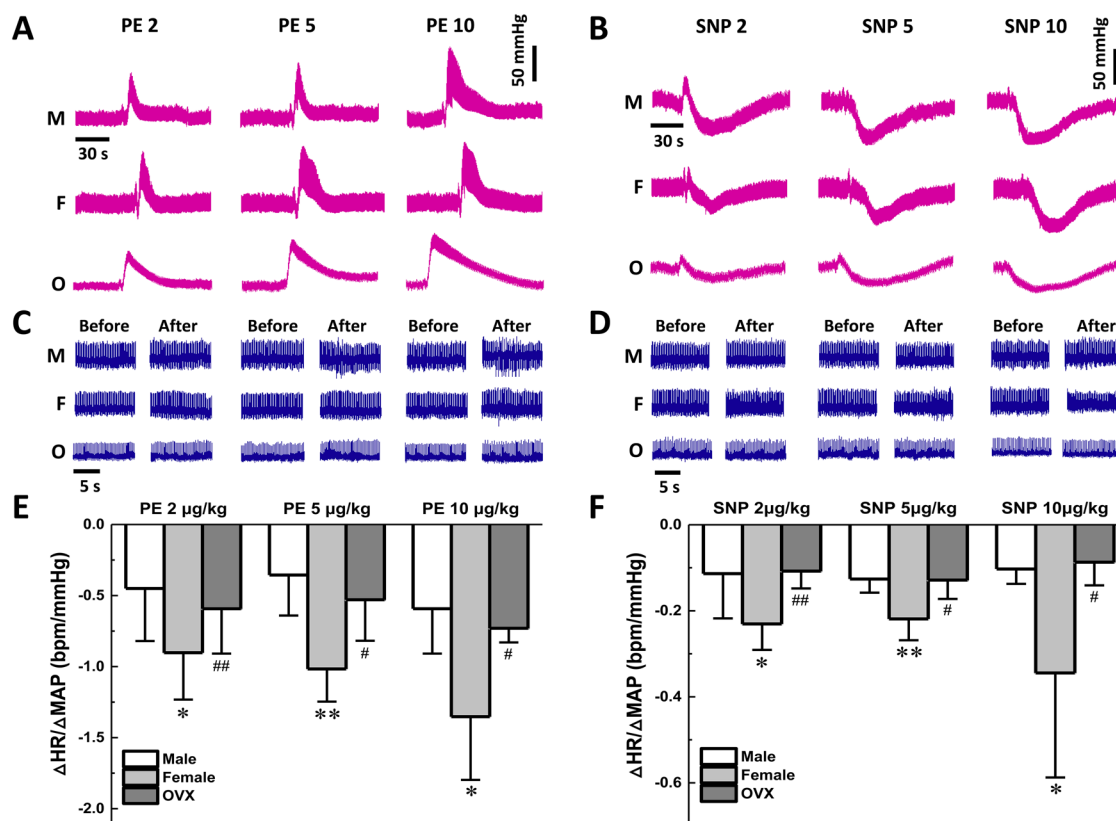 A
PE 2
PE 5
PE 10
50 mmHg
M
30 s
F
O
B
SNP 2
SNP 5
SNP 10
50 mmHg
M
30 s
F
O
C
Before After Before After Before After
M
F
O
5 s
D
Before After Before After Before After
M
F
O
5 s
E
PE 2 µg/kg PE 5 µg/kg PE 10 µg/kg
0.0
-0.5
-1.0
-1.5
-2.0
ΔHR/ΔMAP (bpm/mmHg)
* ## ** # * #
Male
Female
OVX
F
SNP 2µg/kg SNP 5µg/kg SNP 10µg/kg
0.0
-0.2
-0.4
-0.6
ΔHR/ΔMAP (bpm/mmHg)
* ## ** # * #
Male
Female
OVX